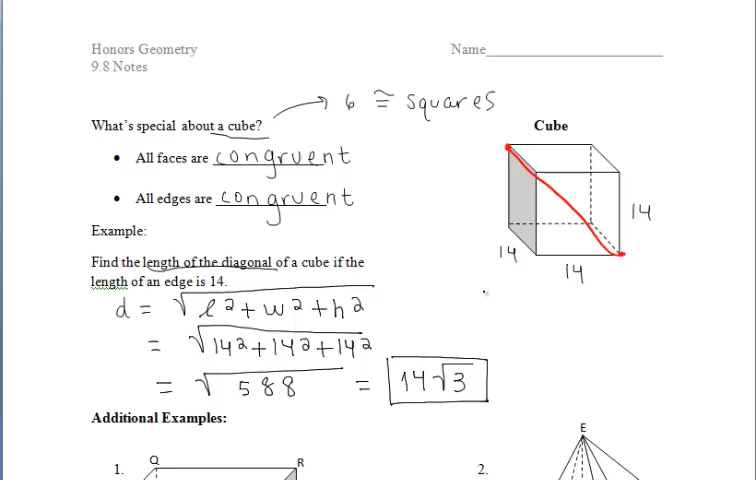 Honors Geometry Name
9.8 Notes
→ 6 ≅ squares
What's special about a cube?
Cube
• All faces are congruent
• All edges are congruent
14
Example:
14
14
Find the length of the diagonal of a cube if the
length of an edge is 14.
d = √l²+w²+h²
= √14²+14²+14²
= √588 = 14√3
Additional Examples:
E
Q R
1. 2.